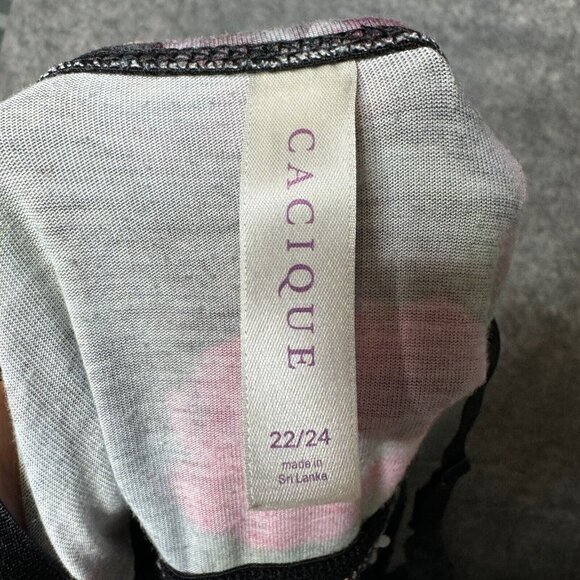 CACIQUE
22/24
made in
Sri Lanka